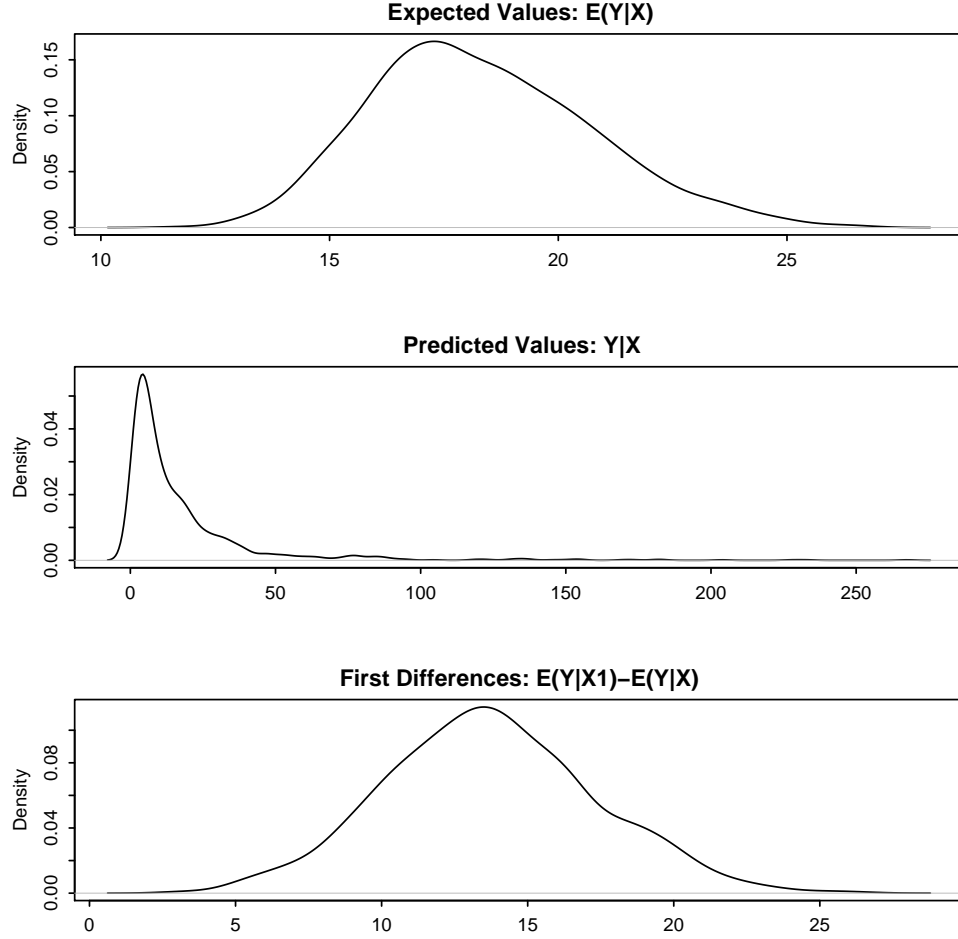 Expected Values: E(Y|X)
Density
0.00 0.05 0.10 0.15
10 15 20 25
Predicted Values: Y|X
Density
0.00 0.02 0.04
0 50 100 150 200 250
First Differences: E(Y|X1)−E(Y|X)
Density
0.00 0.04 0.08
0 5 10 15 20 25